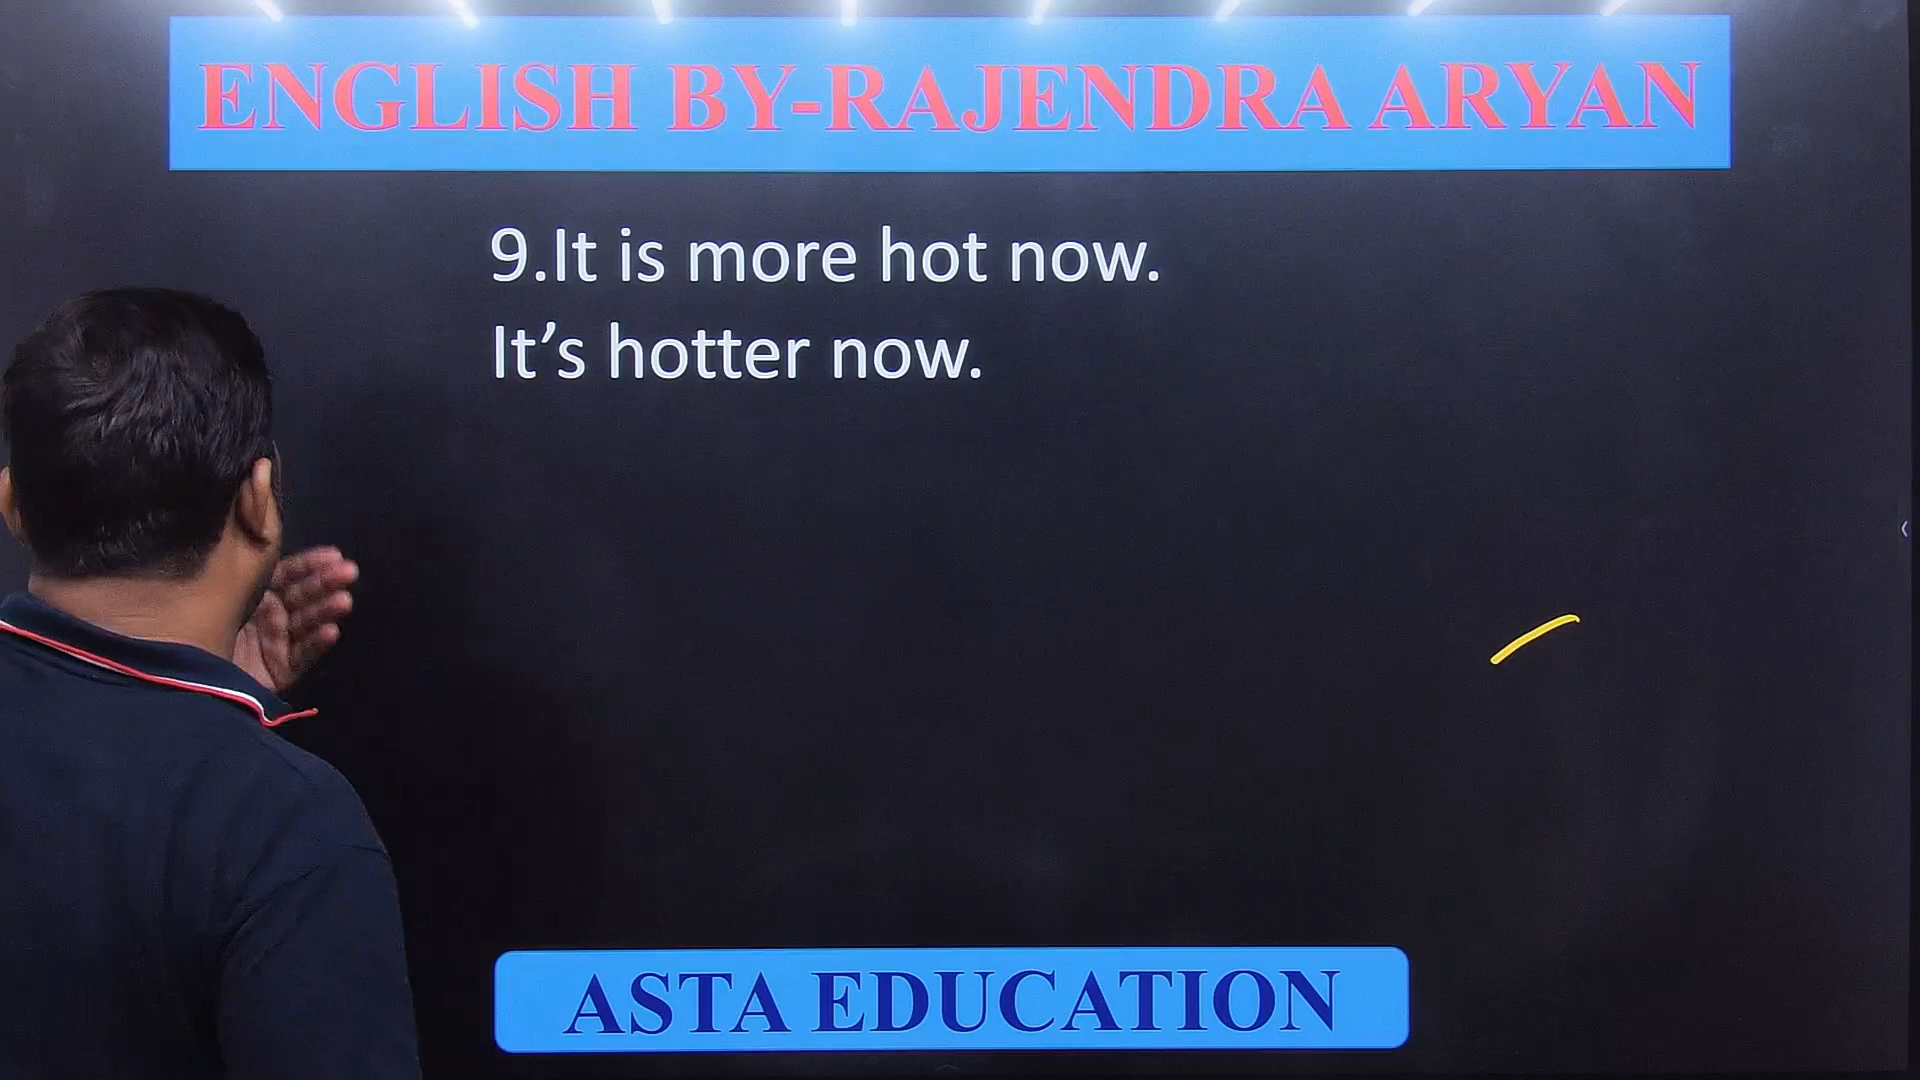 ENGLISH BY-RAJENDRA ARYAN
9.It is more hot now.
It’s hotter now.
ASTA EDUCATION